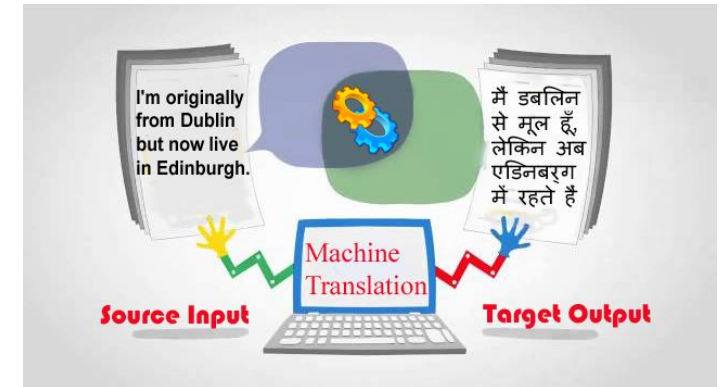 I'm originally
from Dublin
but now live
in Edinburgh.
मैं डबलिन
से मूल हूँ,
लेकिन अब
एडिनबर्ग
में रहते है
Machine
Translation
Source Input
Target Output